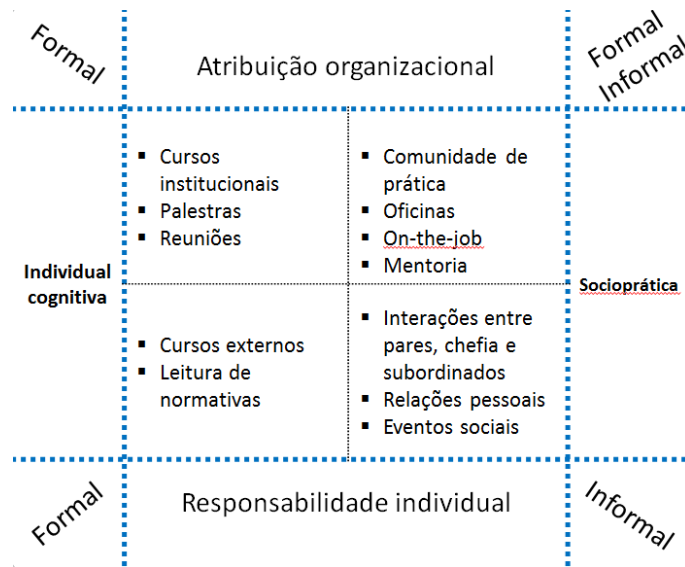 Formal
Atribuição organizacional
Formal
Informal
▪ Cursos
institucionais
▪ Palestras
▪ Reuniões
▪ Comunidade de
prática
▪ Oficinas
▪ On-the-job
▪ Mentoria
Individual
cognitiva
Socioprática
▪ Cursos externos
▪ Leitura de
normativas
▪ Interações entre
pares, chefia e
subordinados
▪ Relações pessoais
▪ Eventos sociais
Formal
Responsabilidade individual
Informal